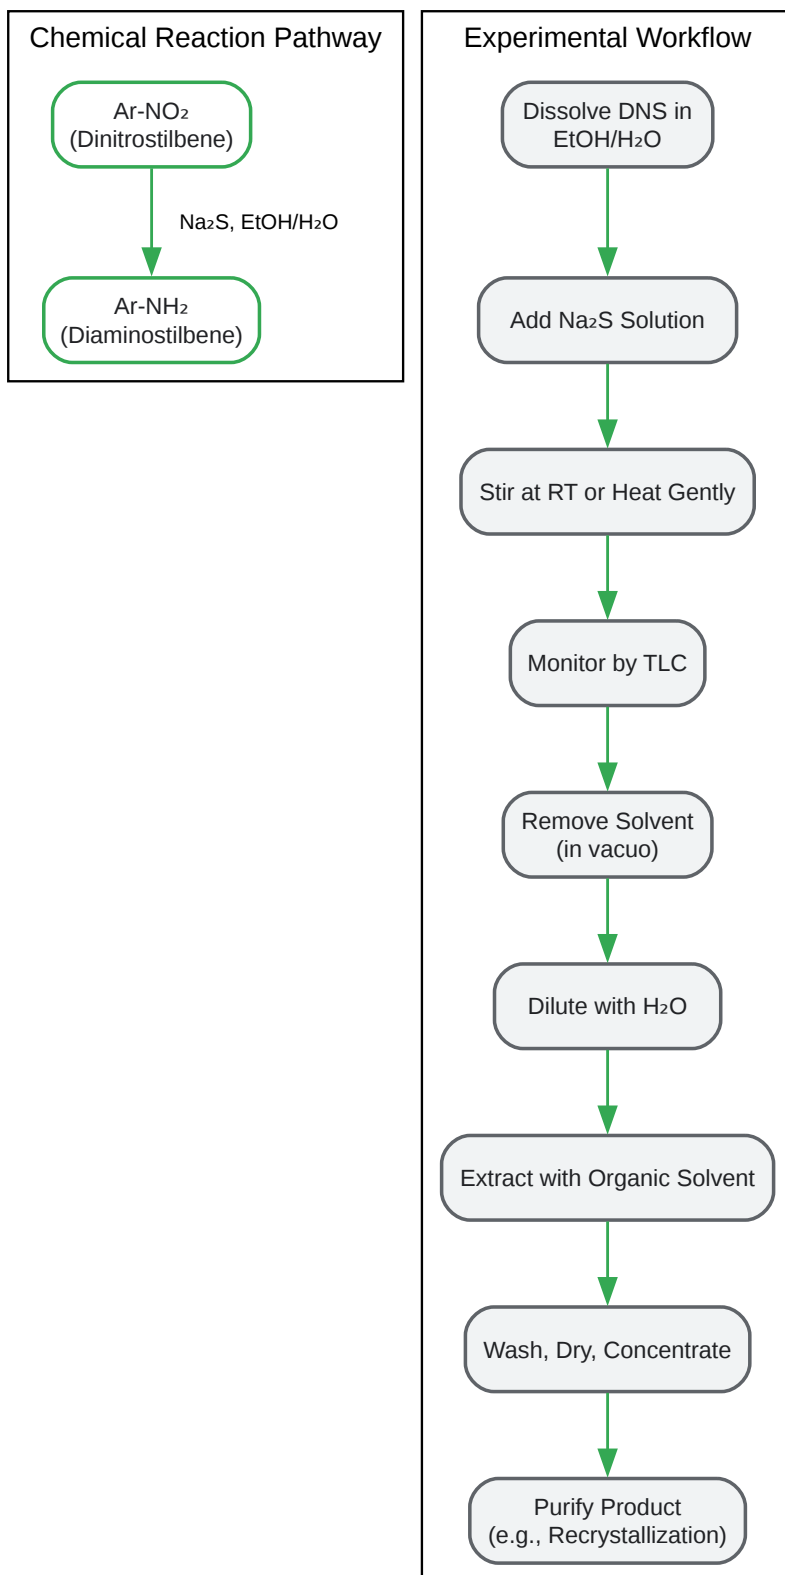 Chemical Reaction Pathway
Ar-NO₂
(Dinitrostilbene)
Na₂S, EtOH/H₂O
Ar-NH₂
(Diaminostilbene)
Experimental Workflow
Dissolve DNS in
EtOH/H₂O
Add Na₂S Solution
Stir at RT or Heat Gently
Monitor by TLC
Remove Solvent
(in vacuo)
Dilute with H₂O
Extract with Organic Solvent
Wash, Dry, Concentrate
Purify Product
(e.g., Recrystallization)